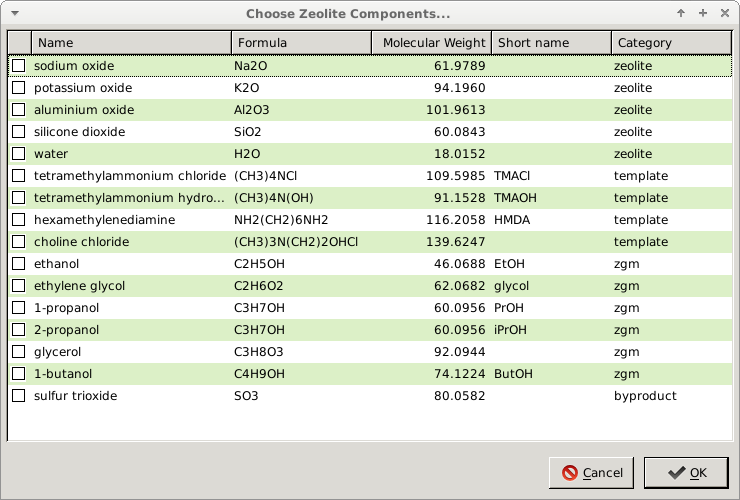 Choose Zeolite Components...
Name Formula Molecular Weight Short name Category
sodium oxide Na2O 61.9789 zeolite
potassium oxide K2O 94.1960 zeolite
aluminium oxide Al2O3 101.9613 zeolite
silicone dioxide SiO2 60.0843 zeolite
water H2O 18.0152 zeolite
tetramethylammonium chloride (CH3)4NCl 109.5985 TMACl template
tetramethylammonium hydro... (CH3)4N(OH) 91.1528 TMAOH template
hexamethylenediamine NH2(CH2)6NH2 116.2058 HMDA template
choline chloride (CH3)3N(CH2)2OHCl 139.6247 template
ethanol C2H5OH 46.0688 EtOH zgm
ethylene glycol C2H6O2 62.0682 glycol zgm
1-propanol C3H7OH 60.0956 PrOH zgm
2-propanol C3H7OH 60.0956 iPrOH zgm
glycerol C3H8O3 92.0944 zgm
1-butanol C4H9OH 74.1224 ButOH zgm
sulfur trioxide SO3 80.0582 byproduct
Cancel OK